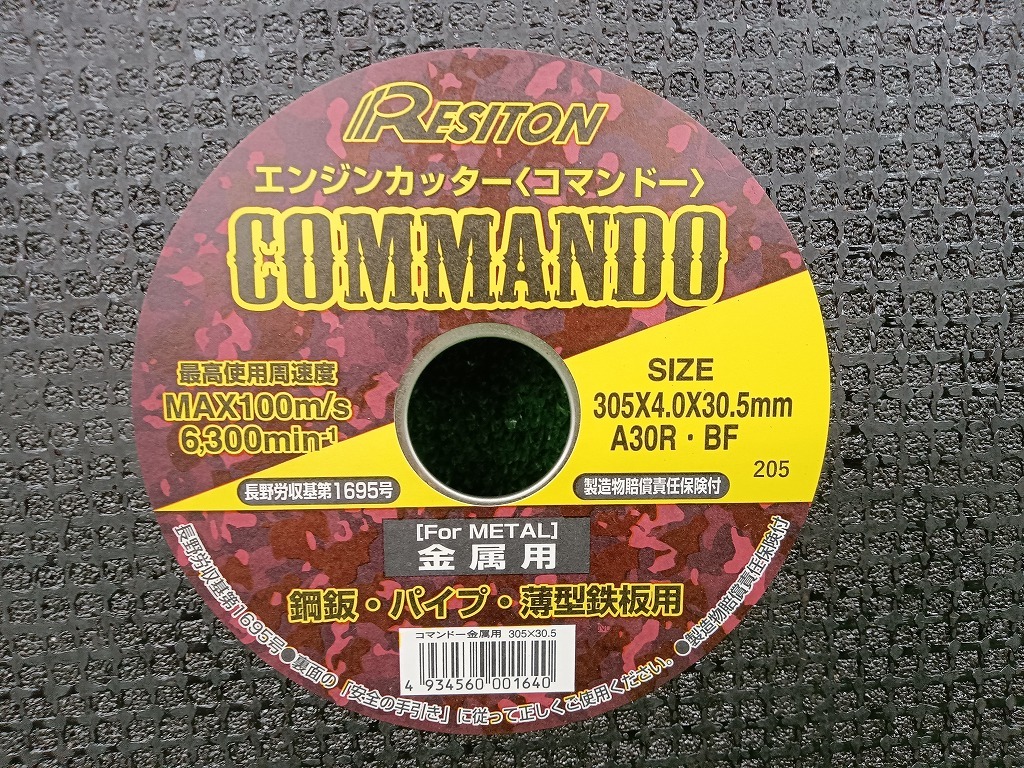 RESITON
エンジンカッター〈コマンドー〉
COMMANDO
最高使用周速度
MAX100m/s
6,300min-1
SIZE
305X4.0X30.5mm
A30R・BF
205
長野労収基第1695号
製造物賠償責任保険付
[For METAL]
金属用
鋼鈑・パイプ・薄型鉄板用
コマンドー金属用 305×30.5
4 934560 001640
長野労収基第1695号●裏面の「安全の手引き」に従って正しくご使用ください。●製造物賠償責任保険付